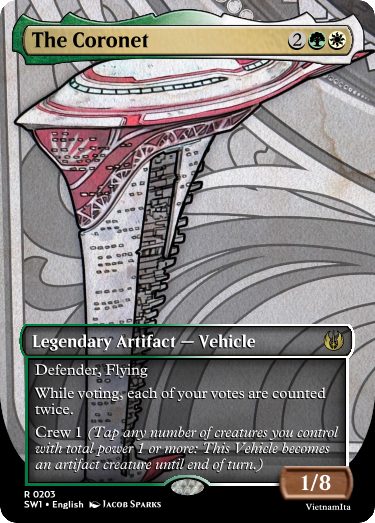 The Coronet 2
Legendary Artifact — Vehicle
Defender, Flying
While voting, each of your votes are counted
twice.
Crew 1 (Tap any number of creatures you control
with total power 1 or more: This Vehicle becomes
an artifact creature until end of turn.)
1/8
R 0203
SW1 • English Jacob Sparks
VietnamIta